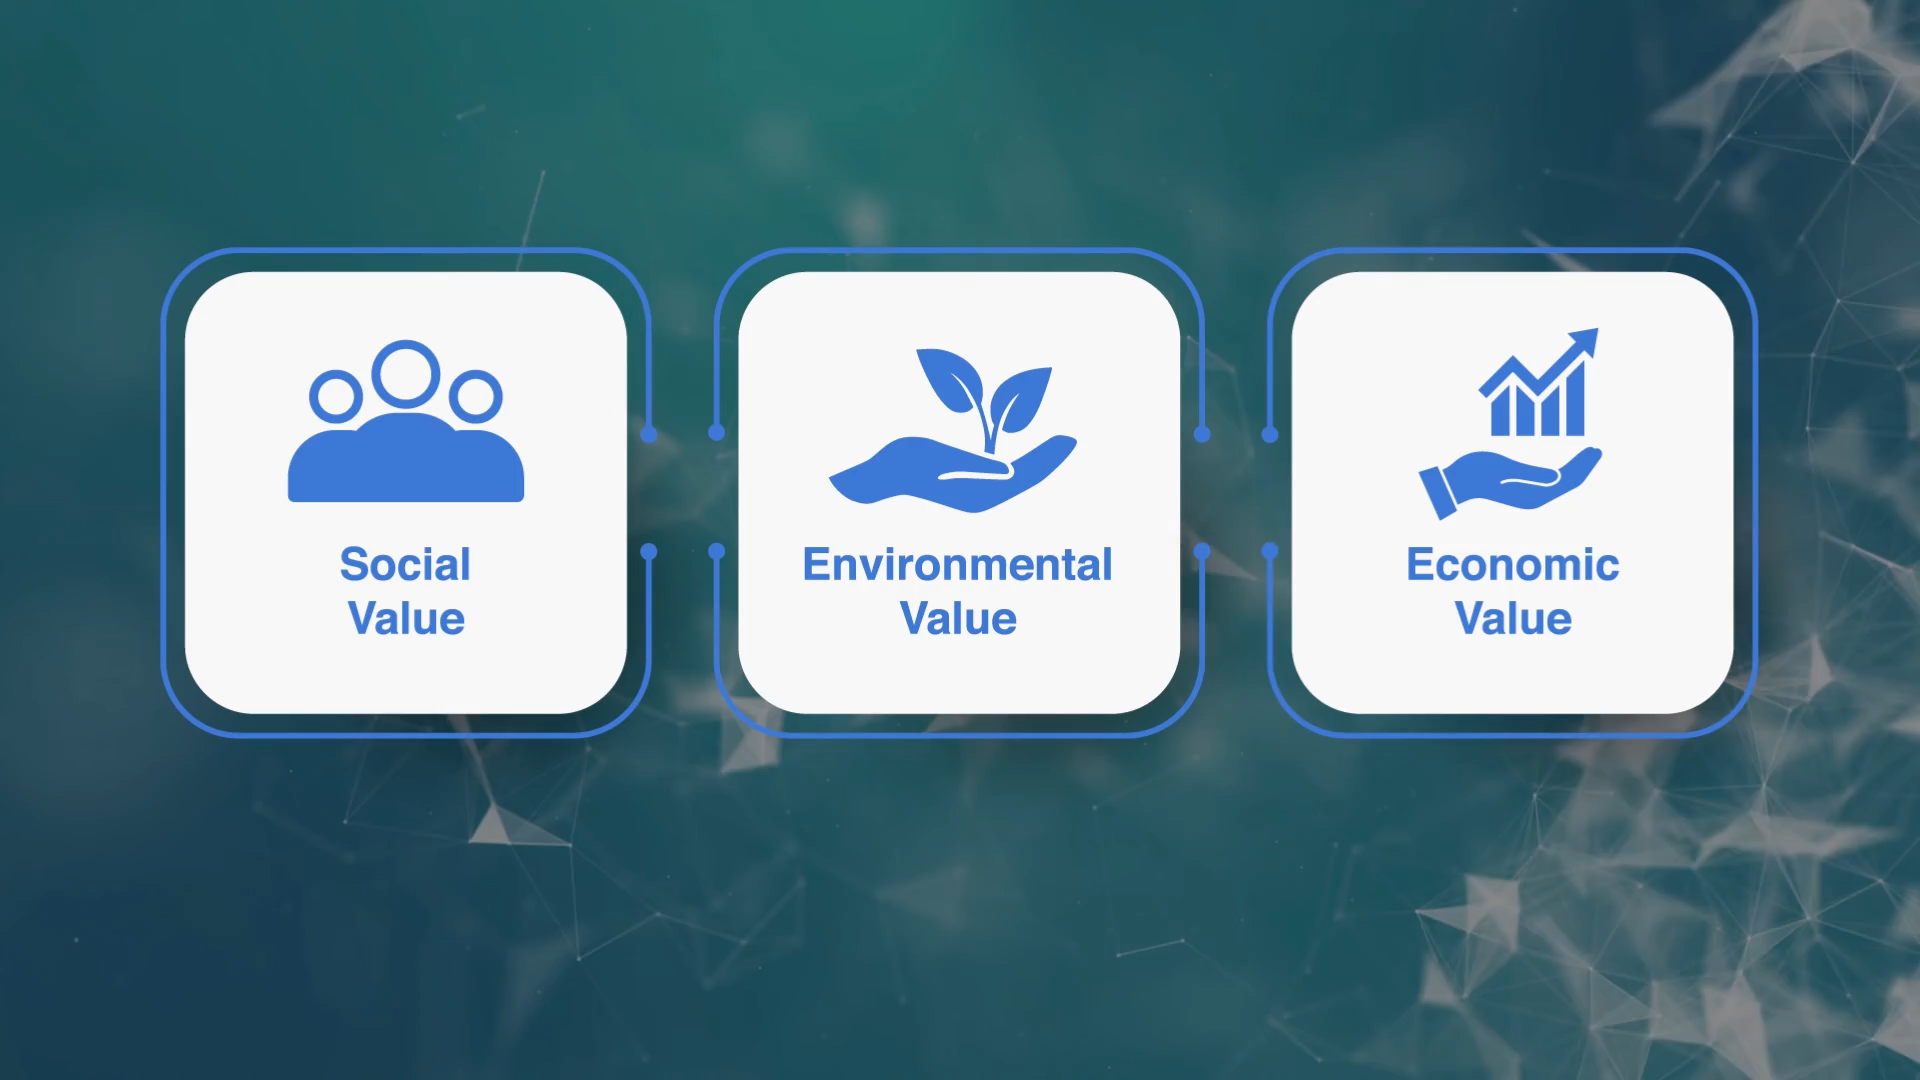 Social
Value
Environmental
Value
Economic
Value